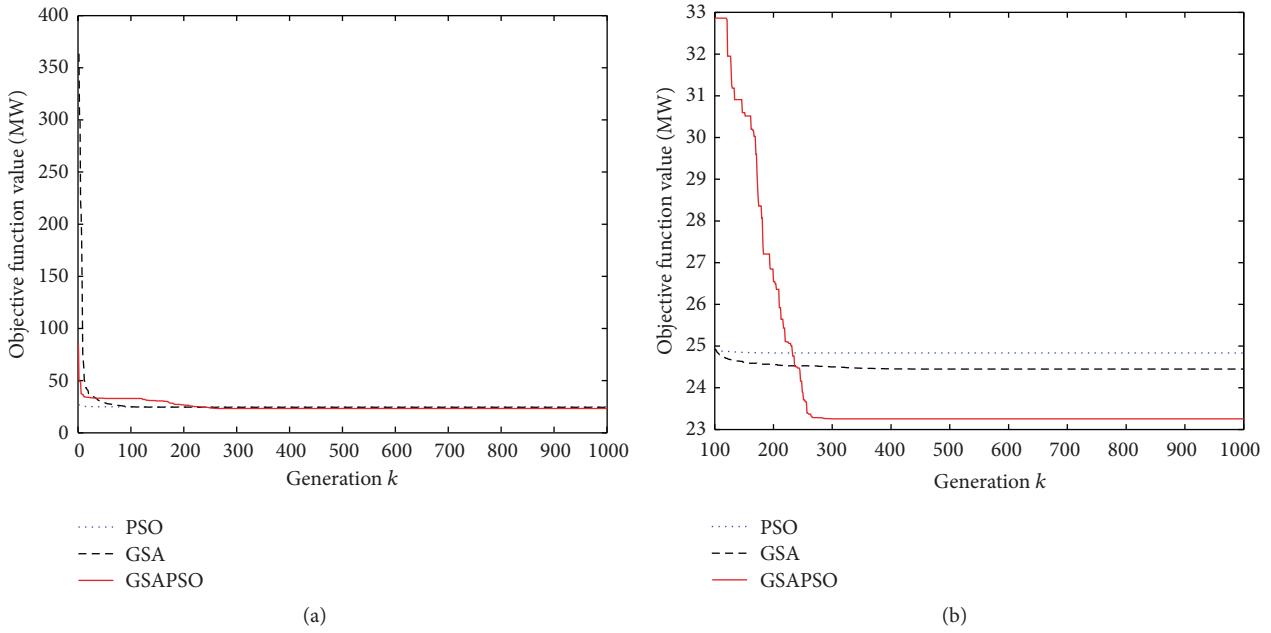 400
350
300
250
200
150
100
50
0
Objective function value (MW)
0 100 200 300 400 500 600 700 800 900 1000
Generation k
PSO
GSA
GSAPSO
(a)
33
32
31
30
29
28
27
26
25
24
23
Objective function value (MW)
100 200 300 400 500 600 700 800 900 1000
Generation k
PSO
GSA
GSAPSO
(b)